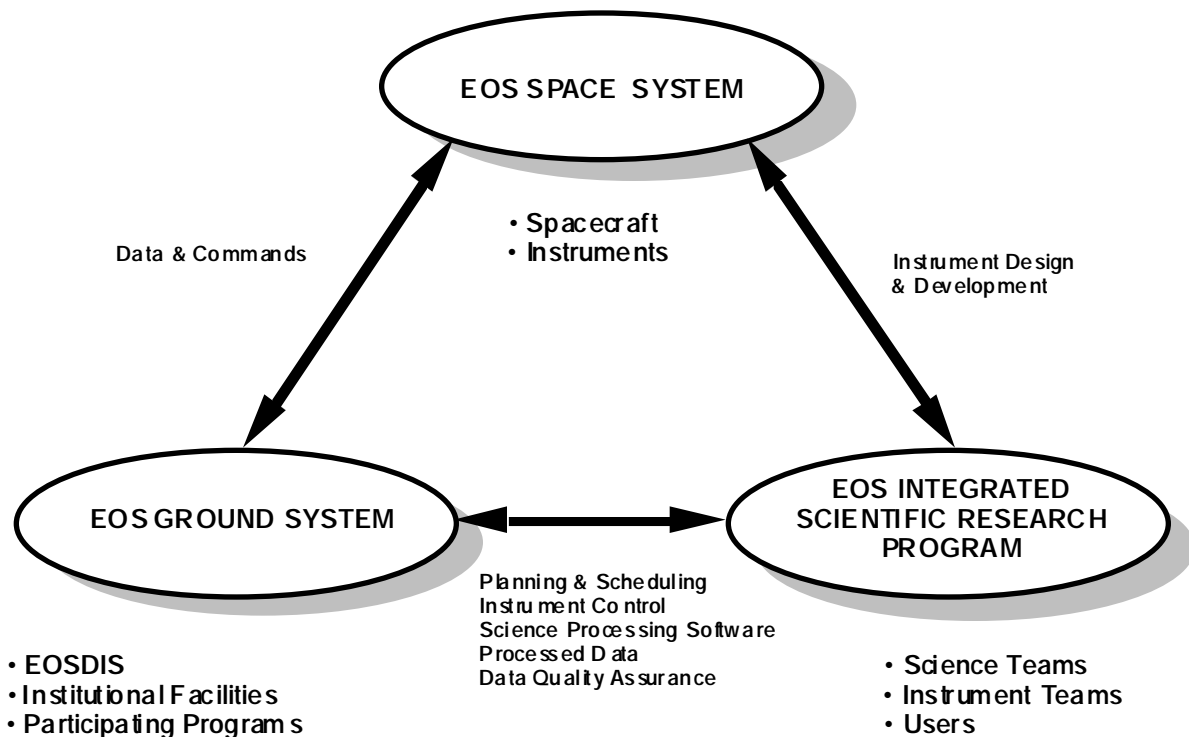 EOS SPACE SYSTEM
• Spacecraft
• Instruments
Data & Commands
Instrument Design
& Development
EOS GROUND SYSTEM
EOS INTEGRATED
SCIENTIFIC RESEARCH
PROGRAM
Planning & Scheduling
Instrument Control
Science Processing Software
Processed Data
Data Quality Assurance
• EOSDIS
• Institutional Facilities
• Participating Programs
• Science Teams
• Instrument Teams
• Users